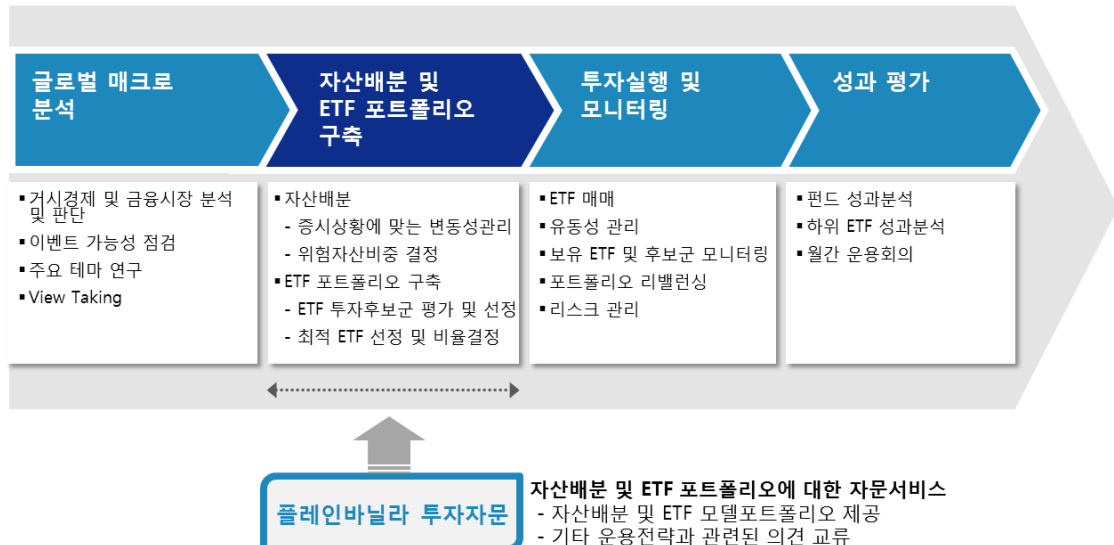 글로벌 매크로
분석
자산배분 및
ETF 포트폴리오
구축
투자실행 및
모니터링
성과 평가
▪거시경제 및 금융시장 분석
및 판단
▪이벤트 가능성 점검
▪주요 테마 연구
▪View Taking
▪자산배분
- 증시상황에 맞는 변동성관리
- 위험자산비중 결정
▪ETF 포트폴리오 구축
- ETF 투자후보군 평가 및 선정
- 최적 ETF 선정 및 비율결정
▪ETF 매매
▪유동성 관리
▪보유 ETF 및 후보군 모니터링
▪포트폴리오 리밸런싱
▪리스크 관리
▪펀드 성과분석
▪하위 ETF 성과분석
▪월간 운용회의
플레인바닐라 투자자문
자산배분 및 ETF 포트폴리오에 대한 자문서비스
- 자산배분 및 ETF 모델포트폴리오 제공
- 기타 운용전략과 관련된 의견 교류